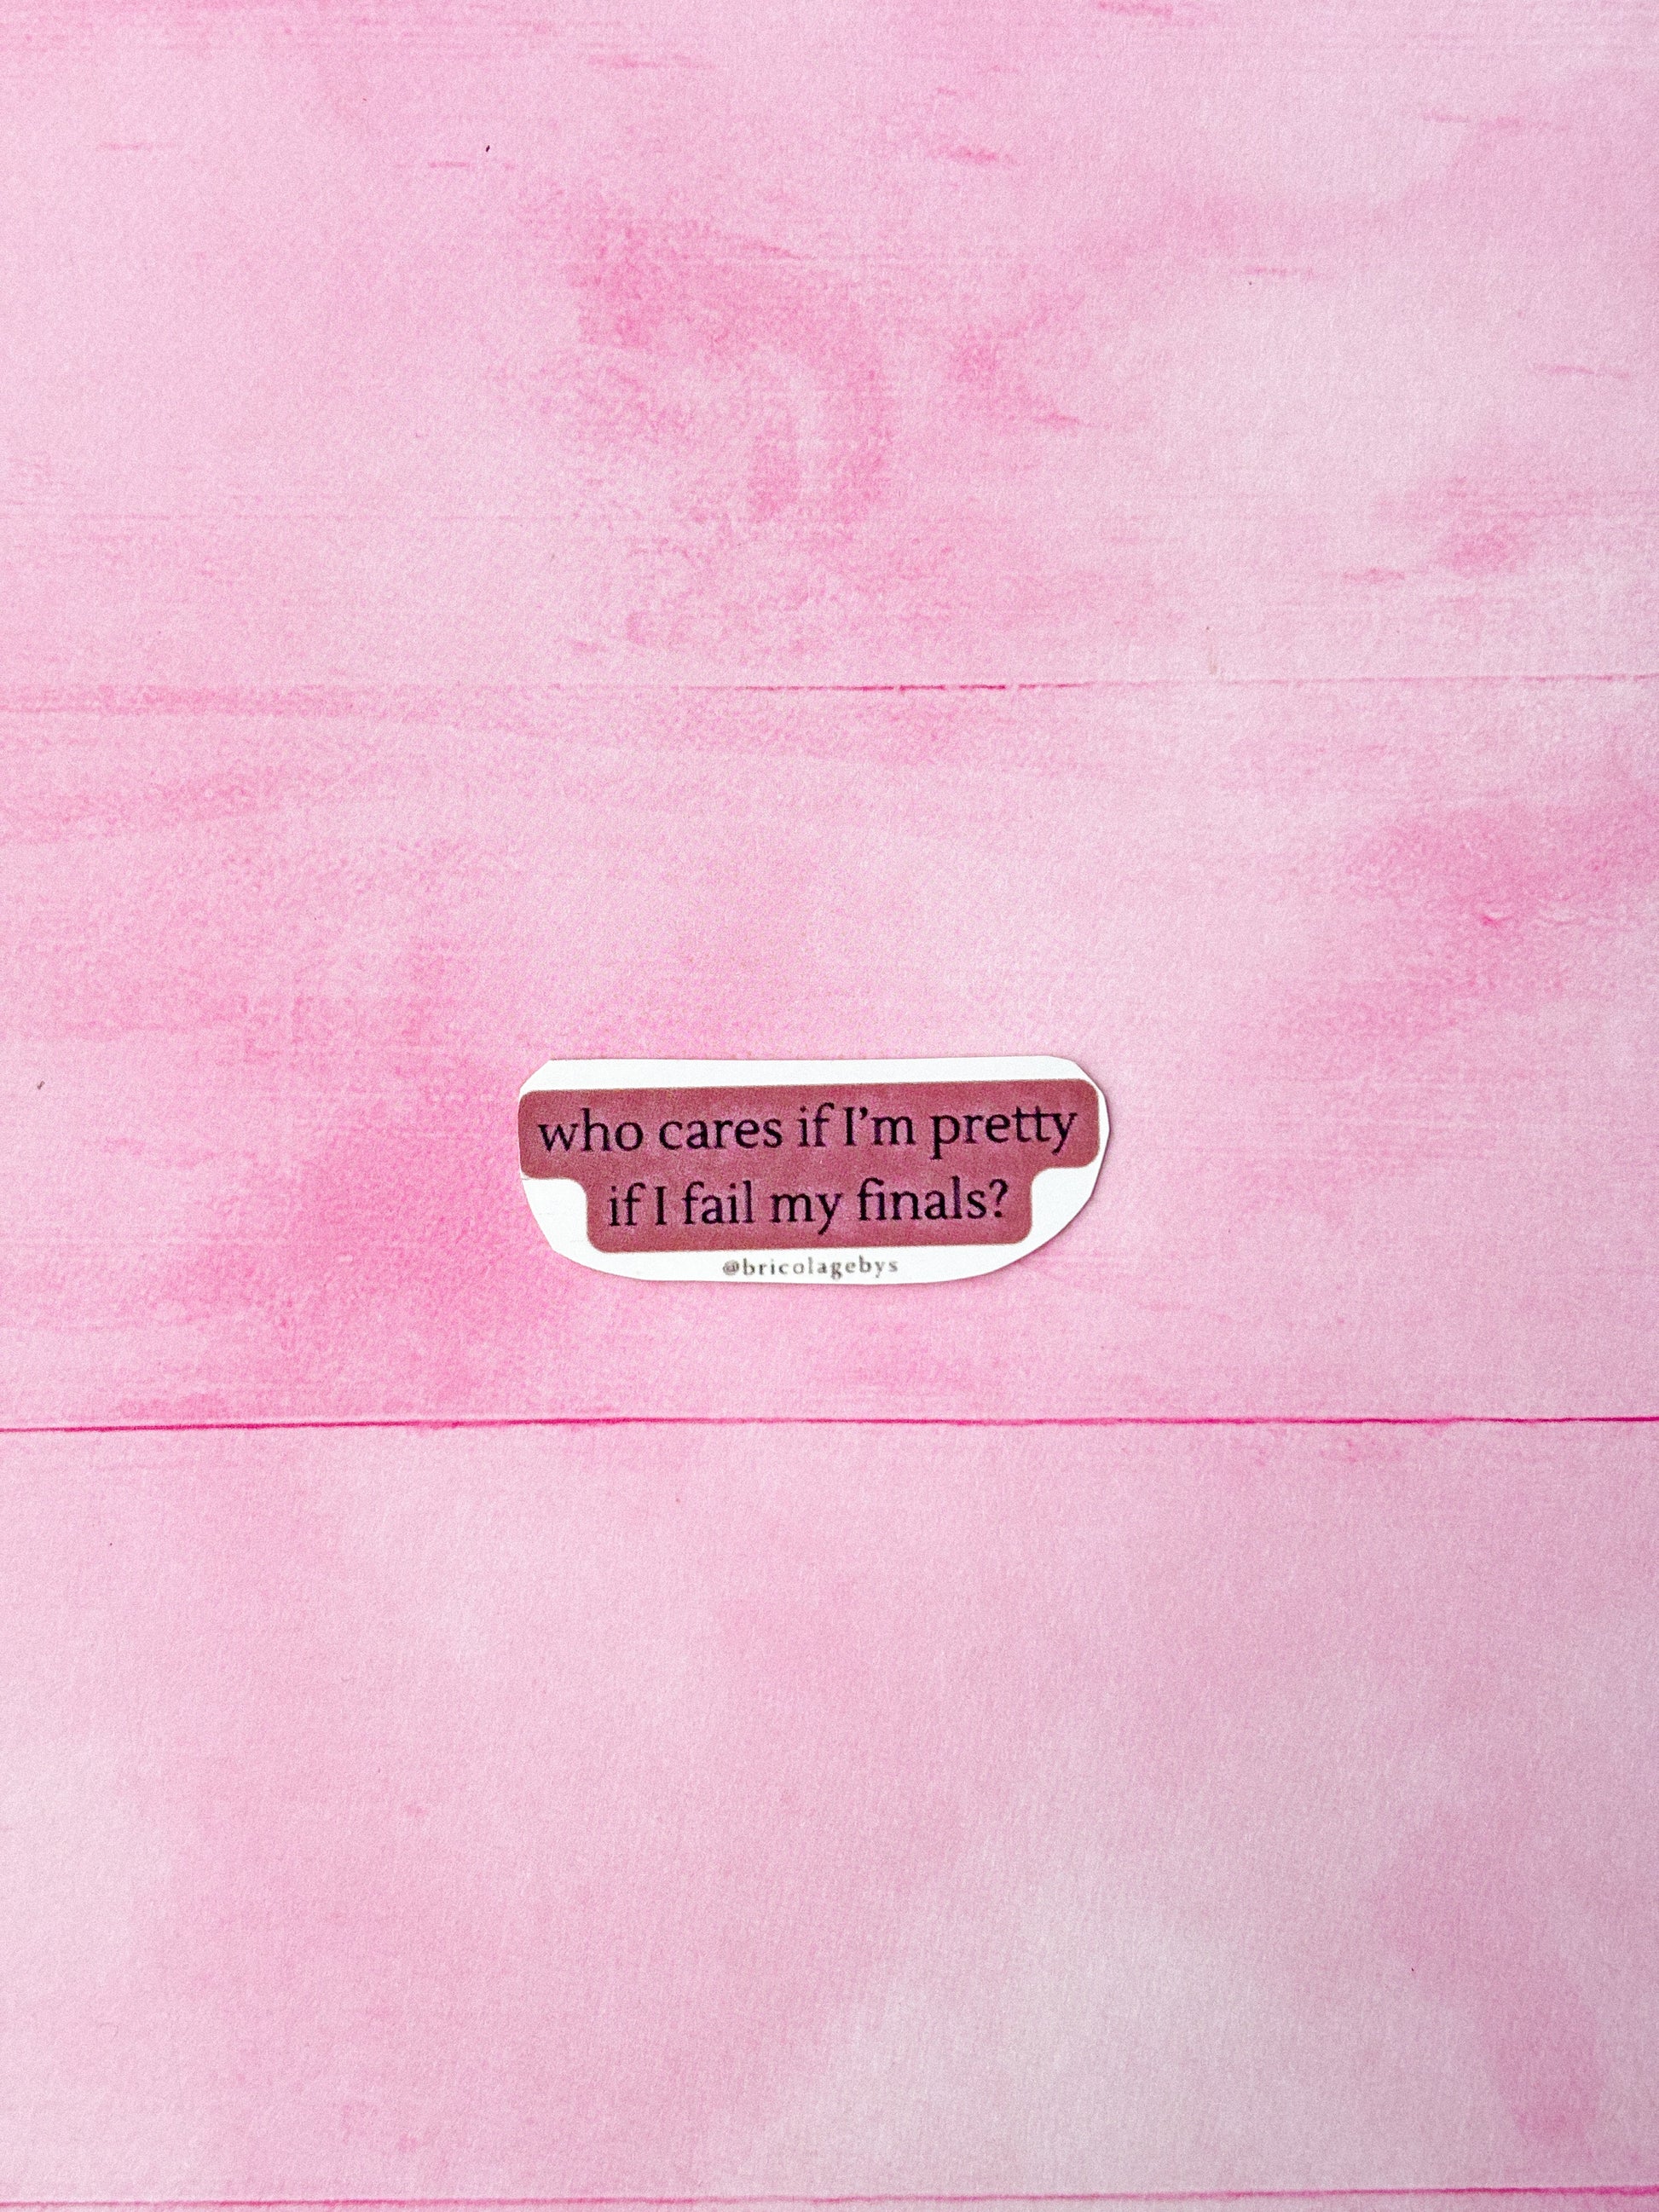 who cares if I’m pretty
if I fail my finals?
@bricolagebys